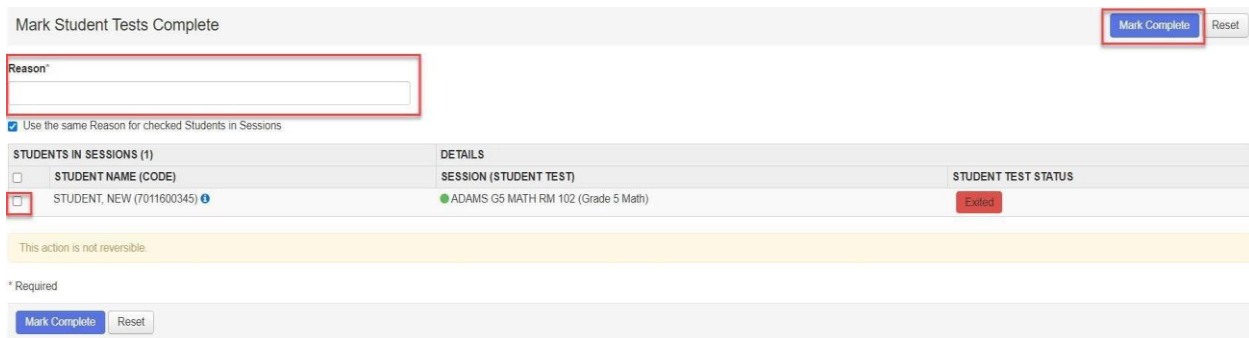 Mark Student Tests Complete Mark Complete Reset
Reason*
Use the same Reason for checked Students in Sessions
STUDENTS IN SESSIONS (1) DETAILS
STUDENT NAME (CODE) SESSION (STUDENT TEST) STUDENT TEST STATUS
STUDENT, NEW (7011600345) ADAMS G5 MATH RM 102 (Grade 5 Math) Exited
This action is not reversible.
* Required
Mark Complete Reset